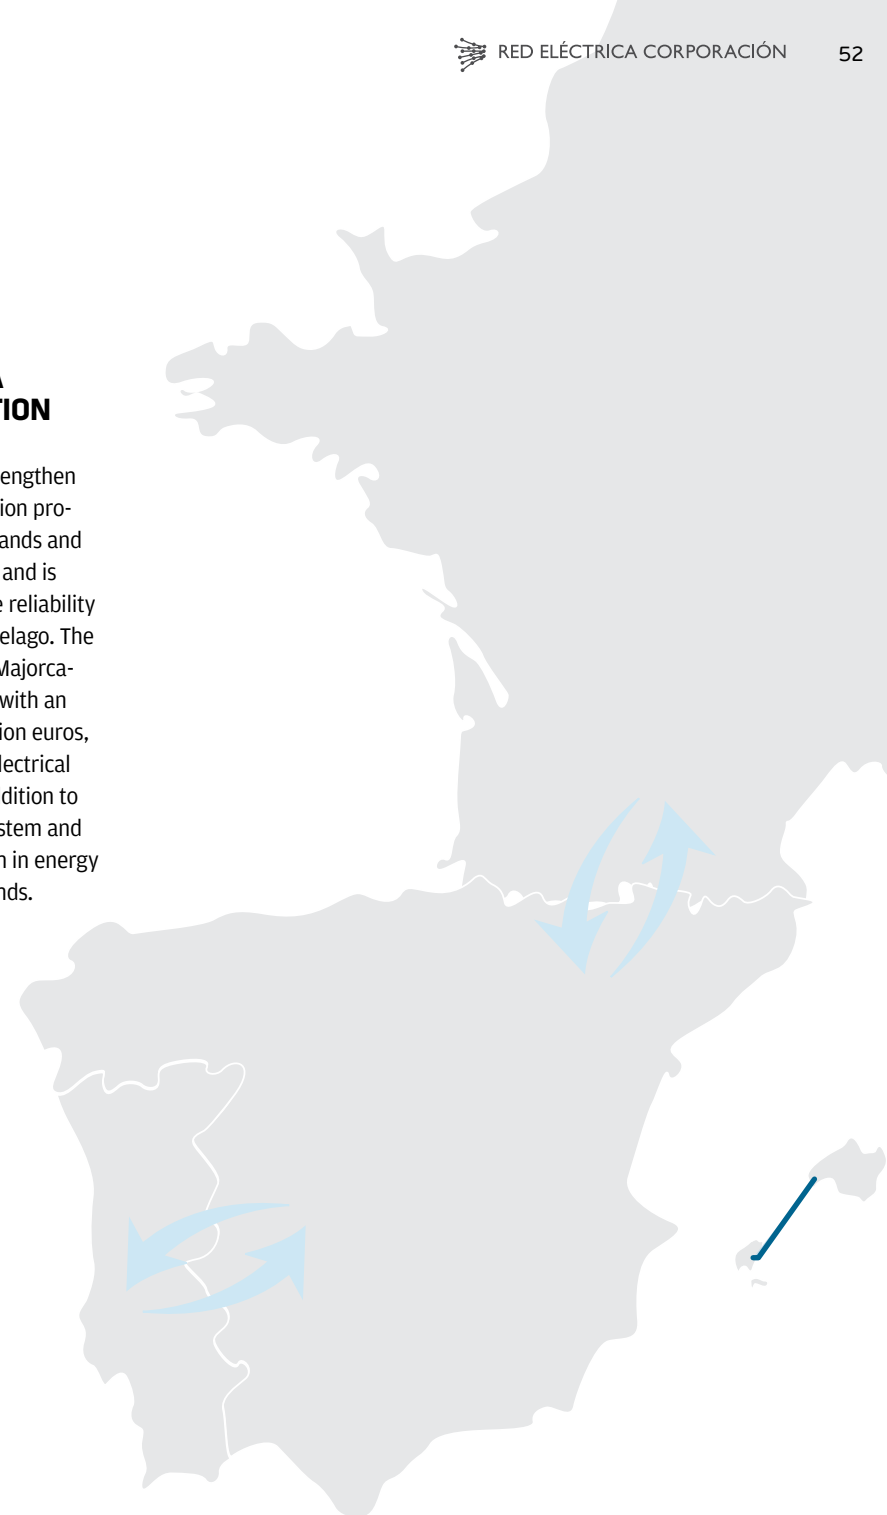 RED ELÉCTRICA CORPORACIÓN 52
A
TION
engthen
ion pro-
ands and
and is
e reliability
elago. The
Majorca-
with an
ion euros,
lectrical
dition to
stem and
n in energy
nds.